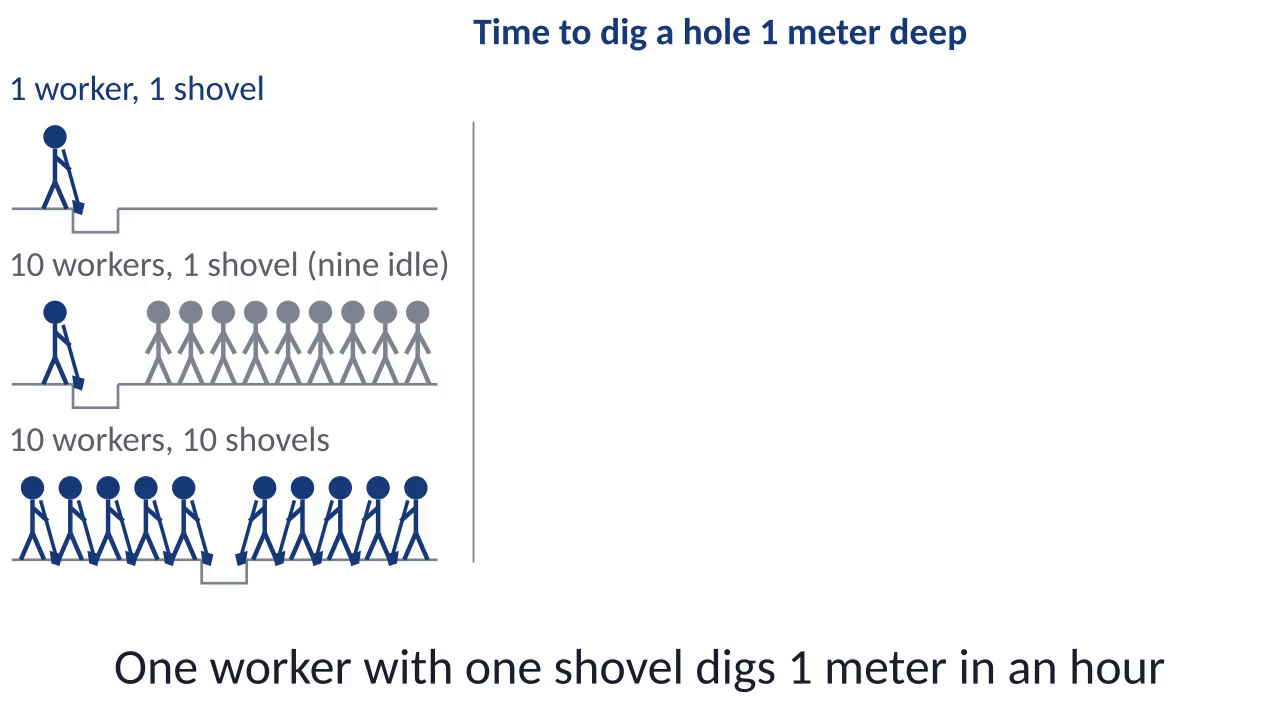 Time to dig a hole 1 meter deep
1 worker, 1 shovel
10 workers, 1 shovel (nine idle)
10 workers, 10 shovels
One worker with one shovel digs 1 meter in an hour